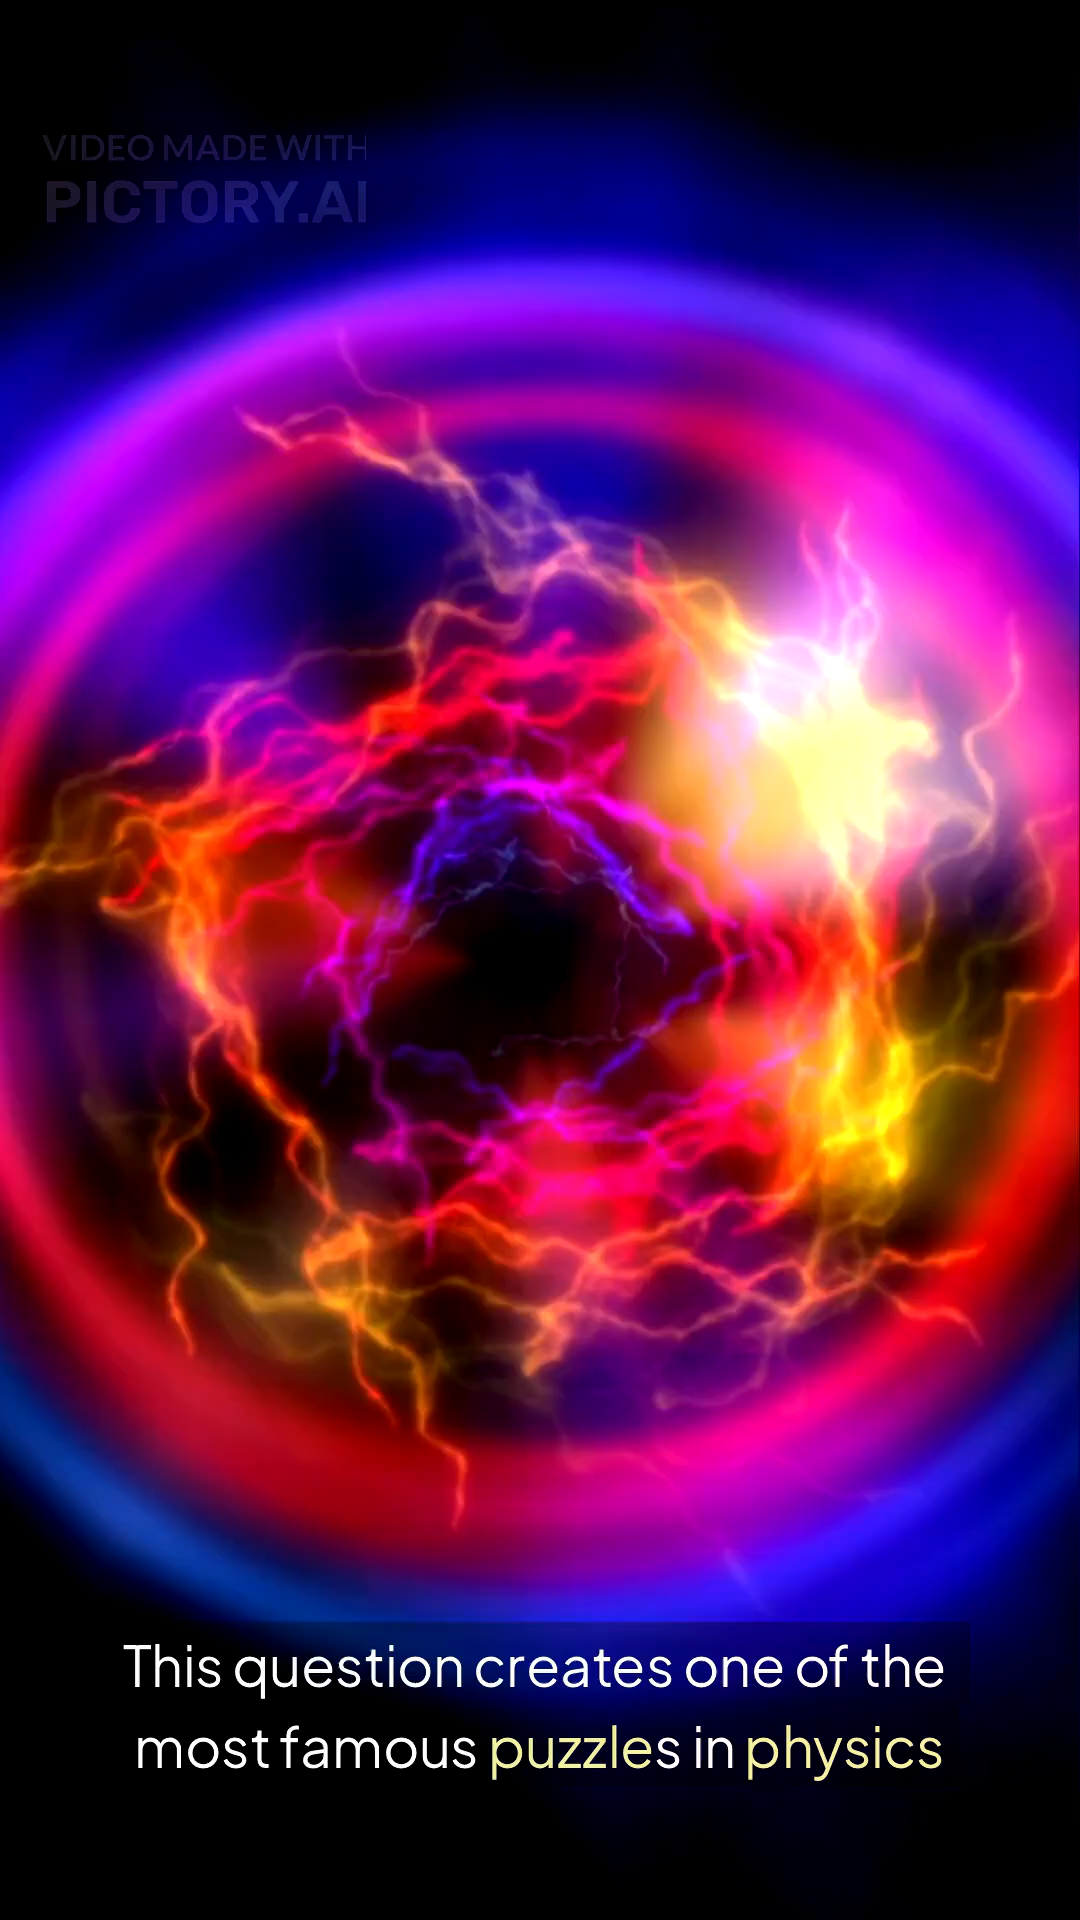 VIDEO MADE WITH
PICTORY.AI
This question creates one of the
most famous puzzles in physics